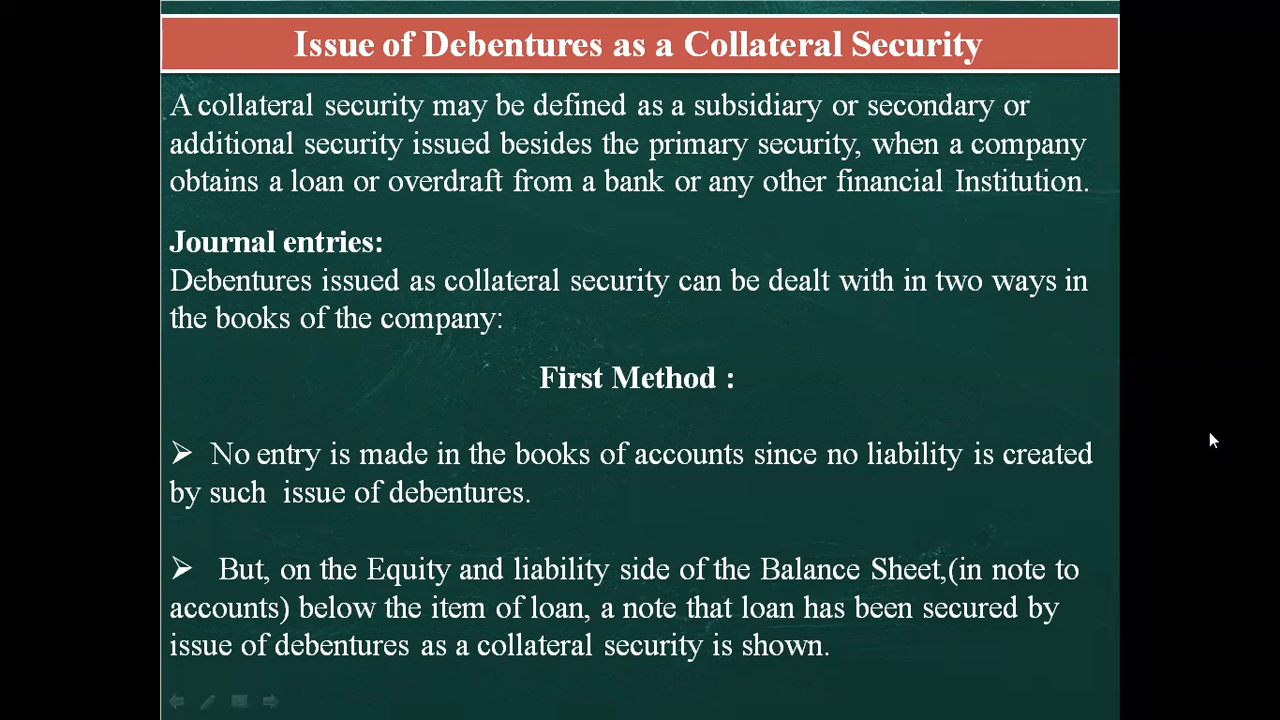 Issue of Debentures as a Collateral Security
A collateral security may be defined as a subsidiary or secondary or
additional security issued besides the primary security, when a company
obtains a loan or overdraft from a bank or any other financial Institution.
Journal entries:
Debentures issued as collateral security can be dealt with in two ways in
the books of the company:
First Method :
➢ No entry is made in the books of accounts since no liability is created
by such issue of debentures.
➢ But, on the Equity and liability side of the Balance Sheet,(in note to
accounts) below the item of loan, a note that loan has been secured by
issue of debentures as a collateral security is shown.